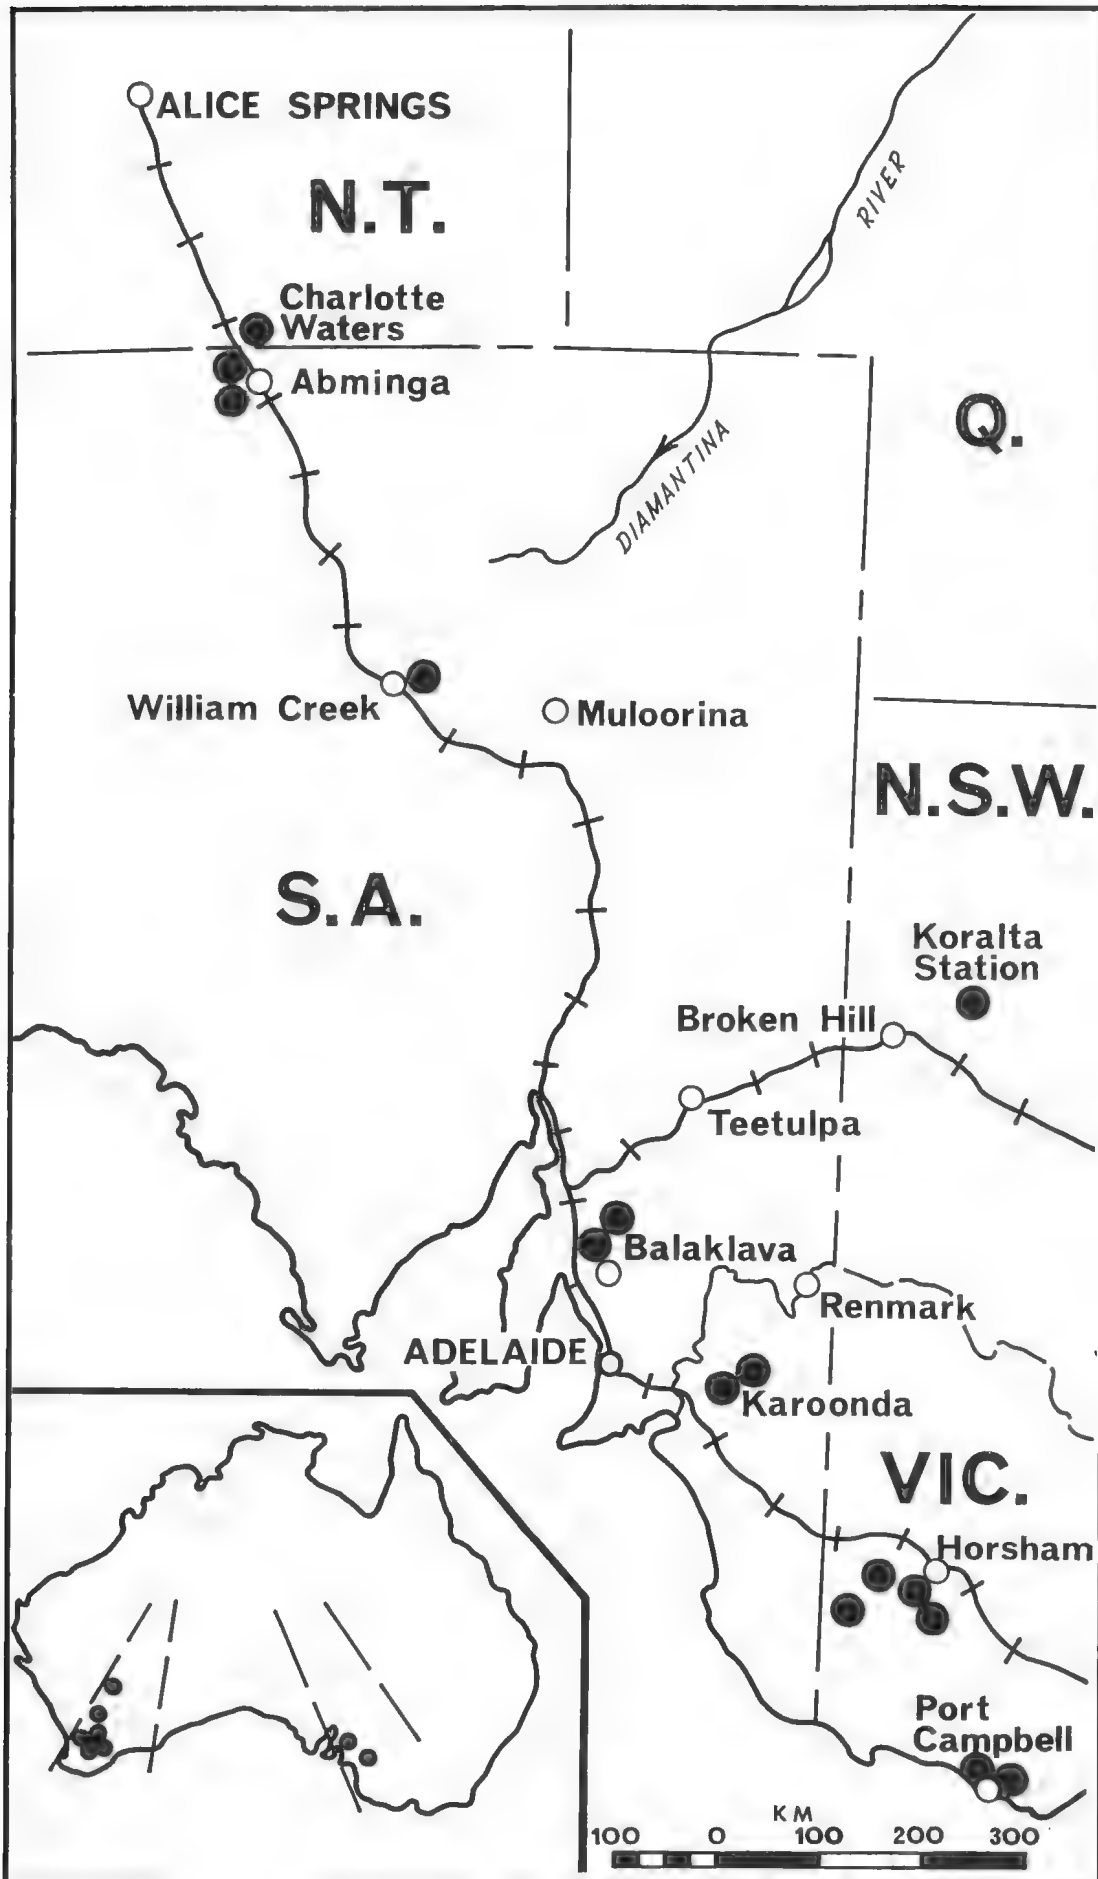 ALICE SPRINGS
N.T.
RIVER
Charlotte
Waters
Abminga
Q.
DIAMANTINA
William Creek
Muloorina
N.S.W.
S.A.
Koralta
Station
Broken Hill
Teetulpa
Balaklava
Renmark
ADELAIDE
Karoonda
VIC.
Horsham
Port
Campbell
KM
100 0 100 200 300